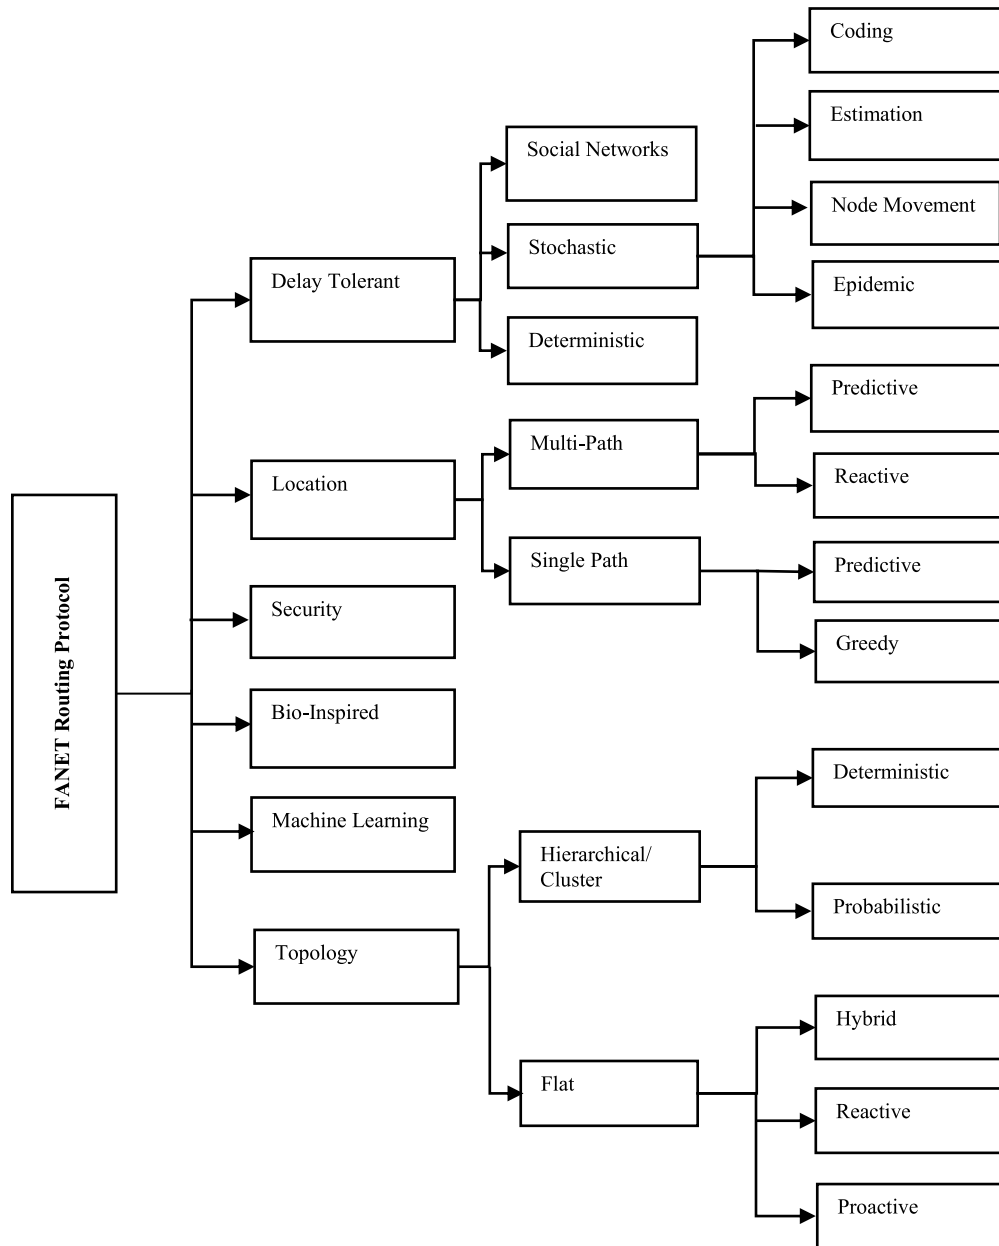 FANET Routing Protocol
Delay Tolerant
Location
Security
Bio-Inspired
Machine Learning
Topology
Social Networks
Stochastic
Deterministic
Multi-Path
Single Path
Hierarchical/
Cluster
Flat
Coding
Estimation
Node Movement
Epidemic
Predictive
Reactive
Predictive
Greedy
Deterministic
Probabilistic
Hybrid
Reactive
Proactive